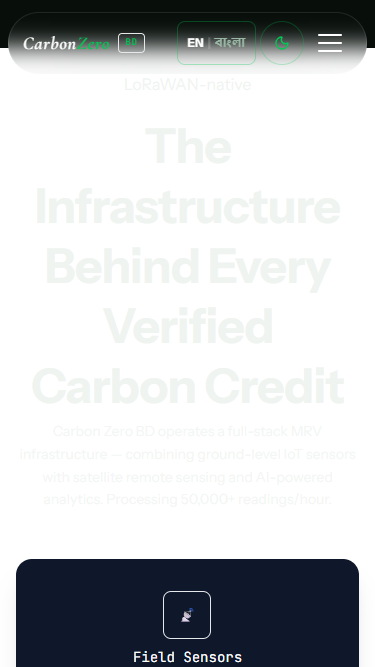 CarbonZero BD EN | বাংলা
LoRaWAN-native
The
Infrastructure
Behind Every
Verified
Carbon Credit
Carbon Zero BD operates a full-stack MRV
infrastructure — combining ground-level IoT sensors
with satellite remote sensing and AI-powered
analytics. Processing 50,000+ readings/hour.
Field Sensors